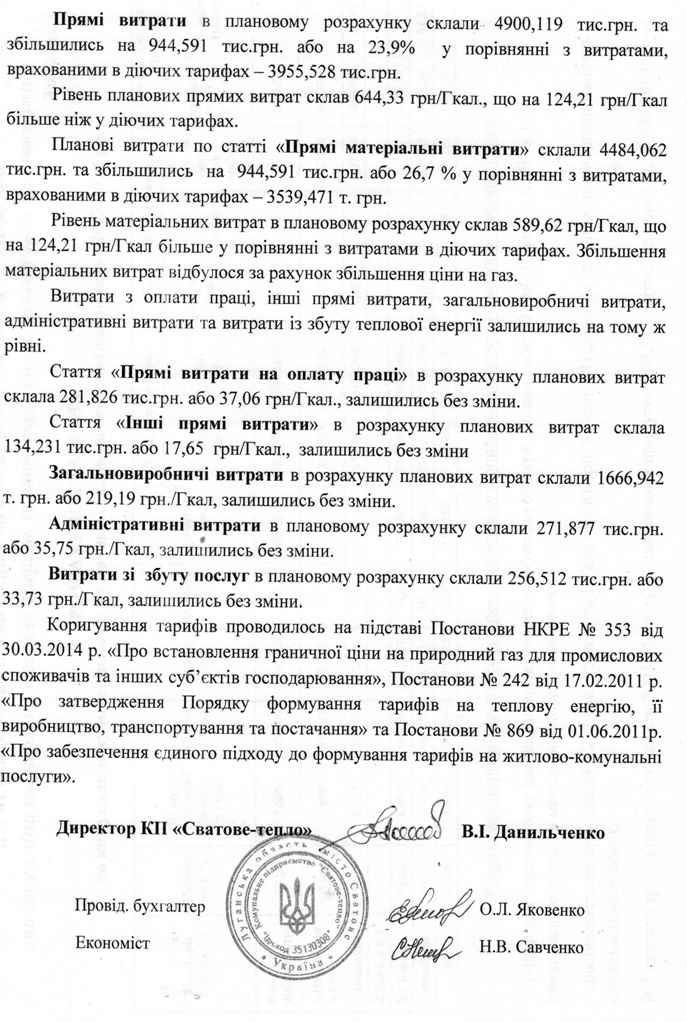 Прямі витрати в плановому розрахунку склали 4900,119 тис.грн. та
збільшились на 944,591 тис.грн. або на 23,9% у порівнянні з витратами,
врахованими в діючих тарифах – 3955,528 тис.грн.
Рівень планових прямих витрат склав 644,33 грн/Гкал., що на 124,21 грн/Гкал
більше ніж у діючих тарифах.
Планові витрати по статті «Прямі матеріальні витрати» склали 4484,062
тис.грн. та збільшились на 944,591 тис.грн. або 26,7 % у порівнянні з витратами,
врахованими в діючих тарифах – 3539,471 т. грн.
Рівень матеріальних витрат в плановому розрахунку склав 589,62 грн/Гкал, що
на 124,21 грн/Гкал більше у порівнянні з витратами в діючих тарифах. Збільшення
матеріальних витрат відбулося за рахунок збільшення ціни на газ.
Витрати з оплати праці, інші прямі витрати, загальновиробничі витрати,
адміністративні витрати та витрати із збуту теплової енергії залишились на тому ж
рівні.
Стаття «Прямі витрати на оплату праці» в розрахунку планових витрат
склала 281,826 тис.грн. або 37,06 грн/Гкал., залишились без зміни.
Стаття «Інші прямі витрати» в розрахунку планових витрат склала
134,231 тис.грн. або 17,65 грн/Гкал., залишились без зміни
Загальновиробничі витрати в розрахунку планових витрат склали 1666,942
т. грн. або 219,19 грн./Гкал, залишились без зміни.
Адміністративні витрати в плановому розрахунку склали 271,877 тис.грн.
або 35,75 грн./Гкал, залишились без зміни.
Витрати зі збуту послуг в плановому розрахунку склали 256,512 тис.грн. або
33,73 грн./Гкал, залишились без зміни.
Коригування тарифів проводилось на підставі Постанови НКРЕ № 353 від
30.03.2014 р. «Про встановлення граничної ціни на природний газ для промислових
споживачів та інших суб’єктів господарювання», Постанови № 242 від 17.02.2011 р.
«Про затвердження Порядку формування тарифів на теплову енергію, її
виробництво, транспортування та постачання» та Постанови № 869 від 01.06.2011р.
«Про забезпечення єдиного підходу до формування тарифів на житлово-комунальні
послуги».
Директор КП «Сватове-тепло» В.І. Данильченко
Луганська область місто Сватове
Комунальне підприємство "Сватове-тепло"
Ідн.код 35130308
* Україна *
Провід. бухгалтер О.Л. Яковенко
Економіст Н.В. Савченко